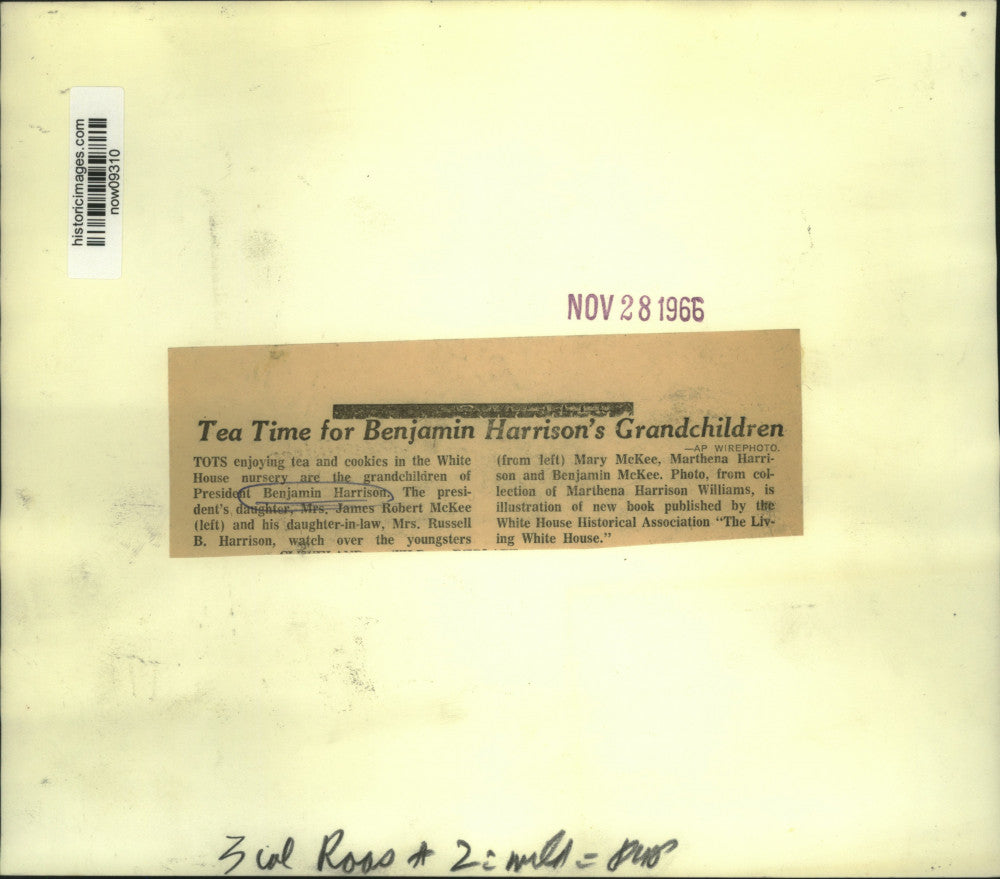 historicimages.com
now09310
NOV 28 1966
Tea Time for Benjamin Harrison's Grandchildren
—AP WIREPHOTO.
TOTS enjoying tea and cookies in the White
House nursery are the grandchildren of
President Benjamin Harrison. The presi-
dent's daughter, Mrs. James Robert McKee
(left) and his daughter-in-law, Mrs. Russell
B. Harrison, watch over the youngsters
(from left) Mary McKee, Marthena Harri-
son and Benjamin McKee. Photo, from col-
lection of Marthena Harrison Williams, is
illustration of new book published by the
White House Historical Association "The Liv-
ing White House."
3 col